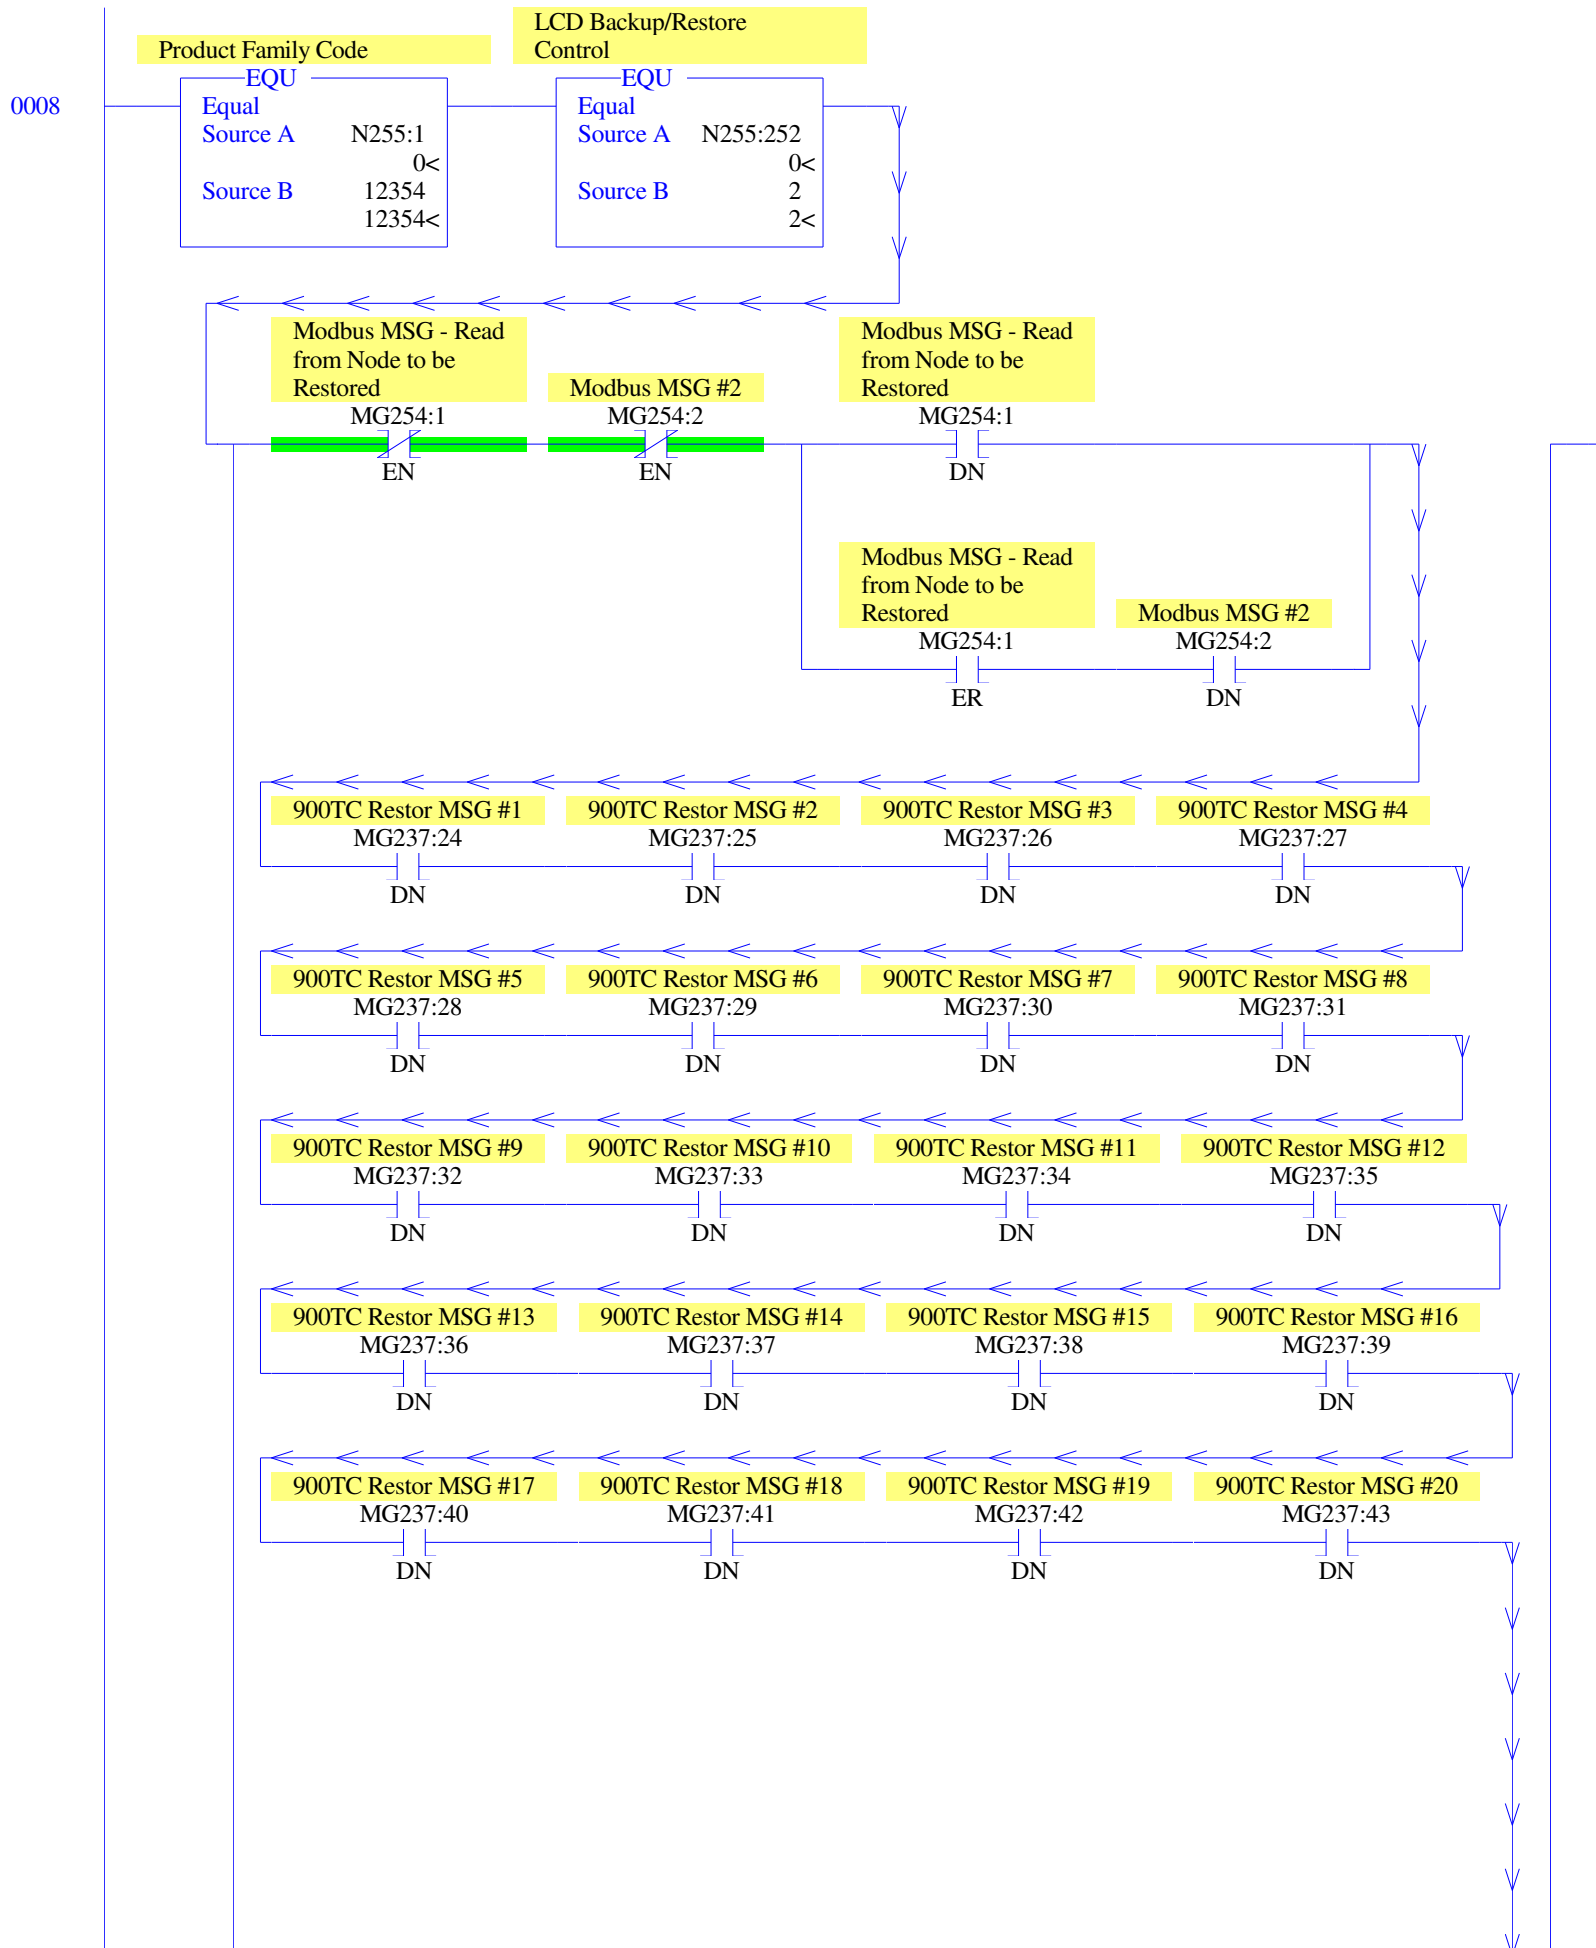 LCD Backup/Restore
Product Family Code
Control
EQU
EQU
0008
Equal
Equal
Source A N255:1
Source A N255:252
0<
0<
Source B 12354
Source B 2
12354<
2<
Modbus MSG - Read
from Node to be
Restored
MG254:1
EN
Modbus MSG #2
MG254:2
EN
Modbus MSG - Read
from Node to be
Restored
MG254:1
DN
Modbus MSG - Read
from Node to be
Restored
MG254:1
ER
Modbus MSG #2
MG254:2
DN
900TC Restor MSG #1 900TC Restor MSG #2 900TC Restor MSG #3 900TC Restor MSG #4
MG237:24 MG237:25 MG237:26 MG237:27
DN DN DN DN
900TC Restor MSG #5 900TC Restor MSG #6 900TC Restor MSG #7 900TC Restor MSG #8
MG237:28 MG237:29 MG237:30 MG237:31
DN DN DN DN
900TC Restor MSG #9 900TC Restor MSG #10 900TC Restor MSG #11 900TC Restor MSG #12
MG237:32 MG237:33 MG237:34 MG237:35
DN DN DN DN
900TC Restor MSG #13 900TC Restor MSG #14 900TC Restor MSG #15 900TC Restor MSG #16
MG237:36 MG237:37 MG237:38 MG237:39
DN DN DN DN
900TC Restor MSG #17 900TC Restor MSG #18 900TC Restor MSG #19 900TC Restor MSG #20
MG237:40 MG237:41 MG237:42 MG237:43
DN DN DN DN